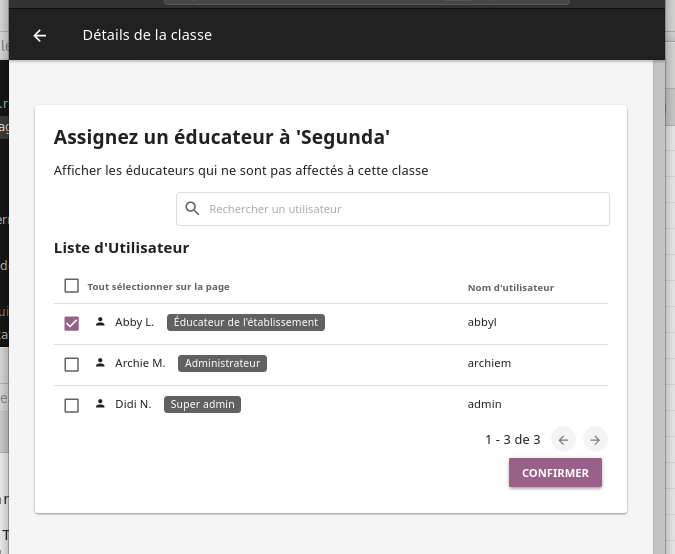 Détails de la classe
Assignez un éducateur à 'Segunda'
Afficher les éducateurs qui ne sont pas affectés à cette classe
Rechercher un utilisateur
Liste d'Utilisateur
Tout sélectionner sur la page Nom d'utilisateur
Abby L. Éducateur de l'établissement abbyl
Archie M. Administrateur archiem
Didi N. Super admin admin
1 - 3 de 3
CONFIRMER